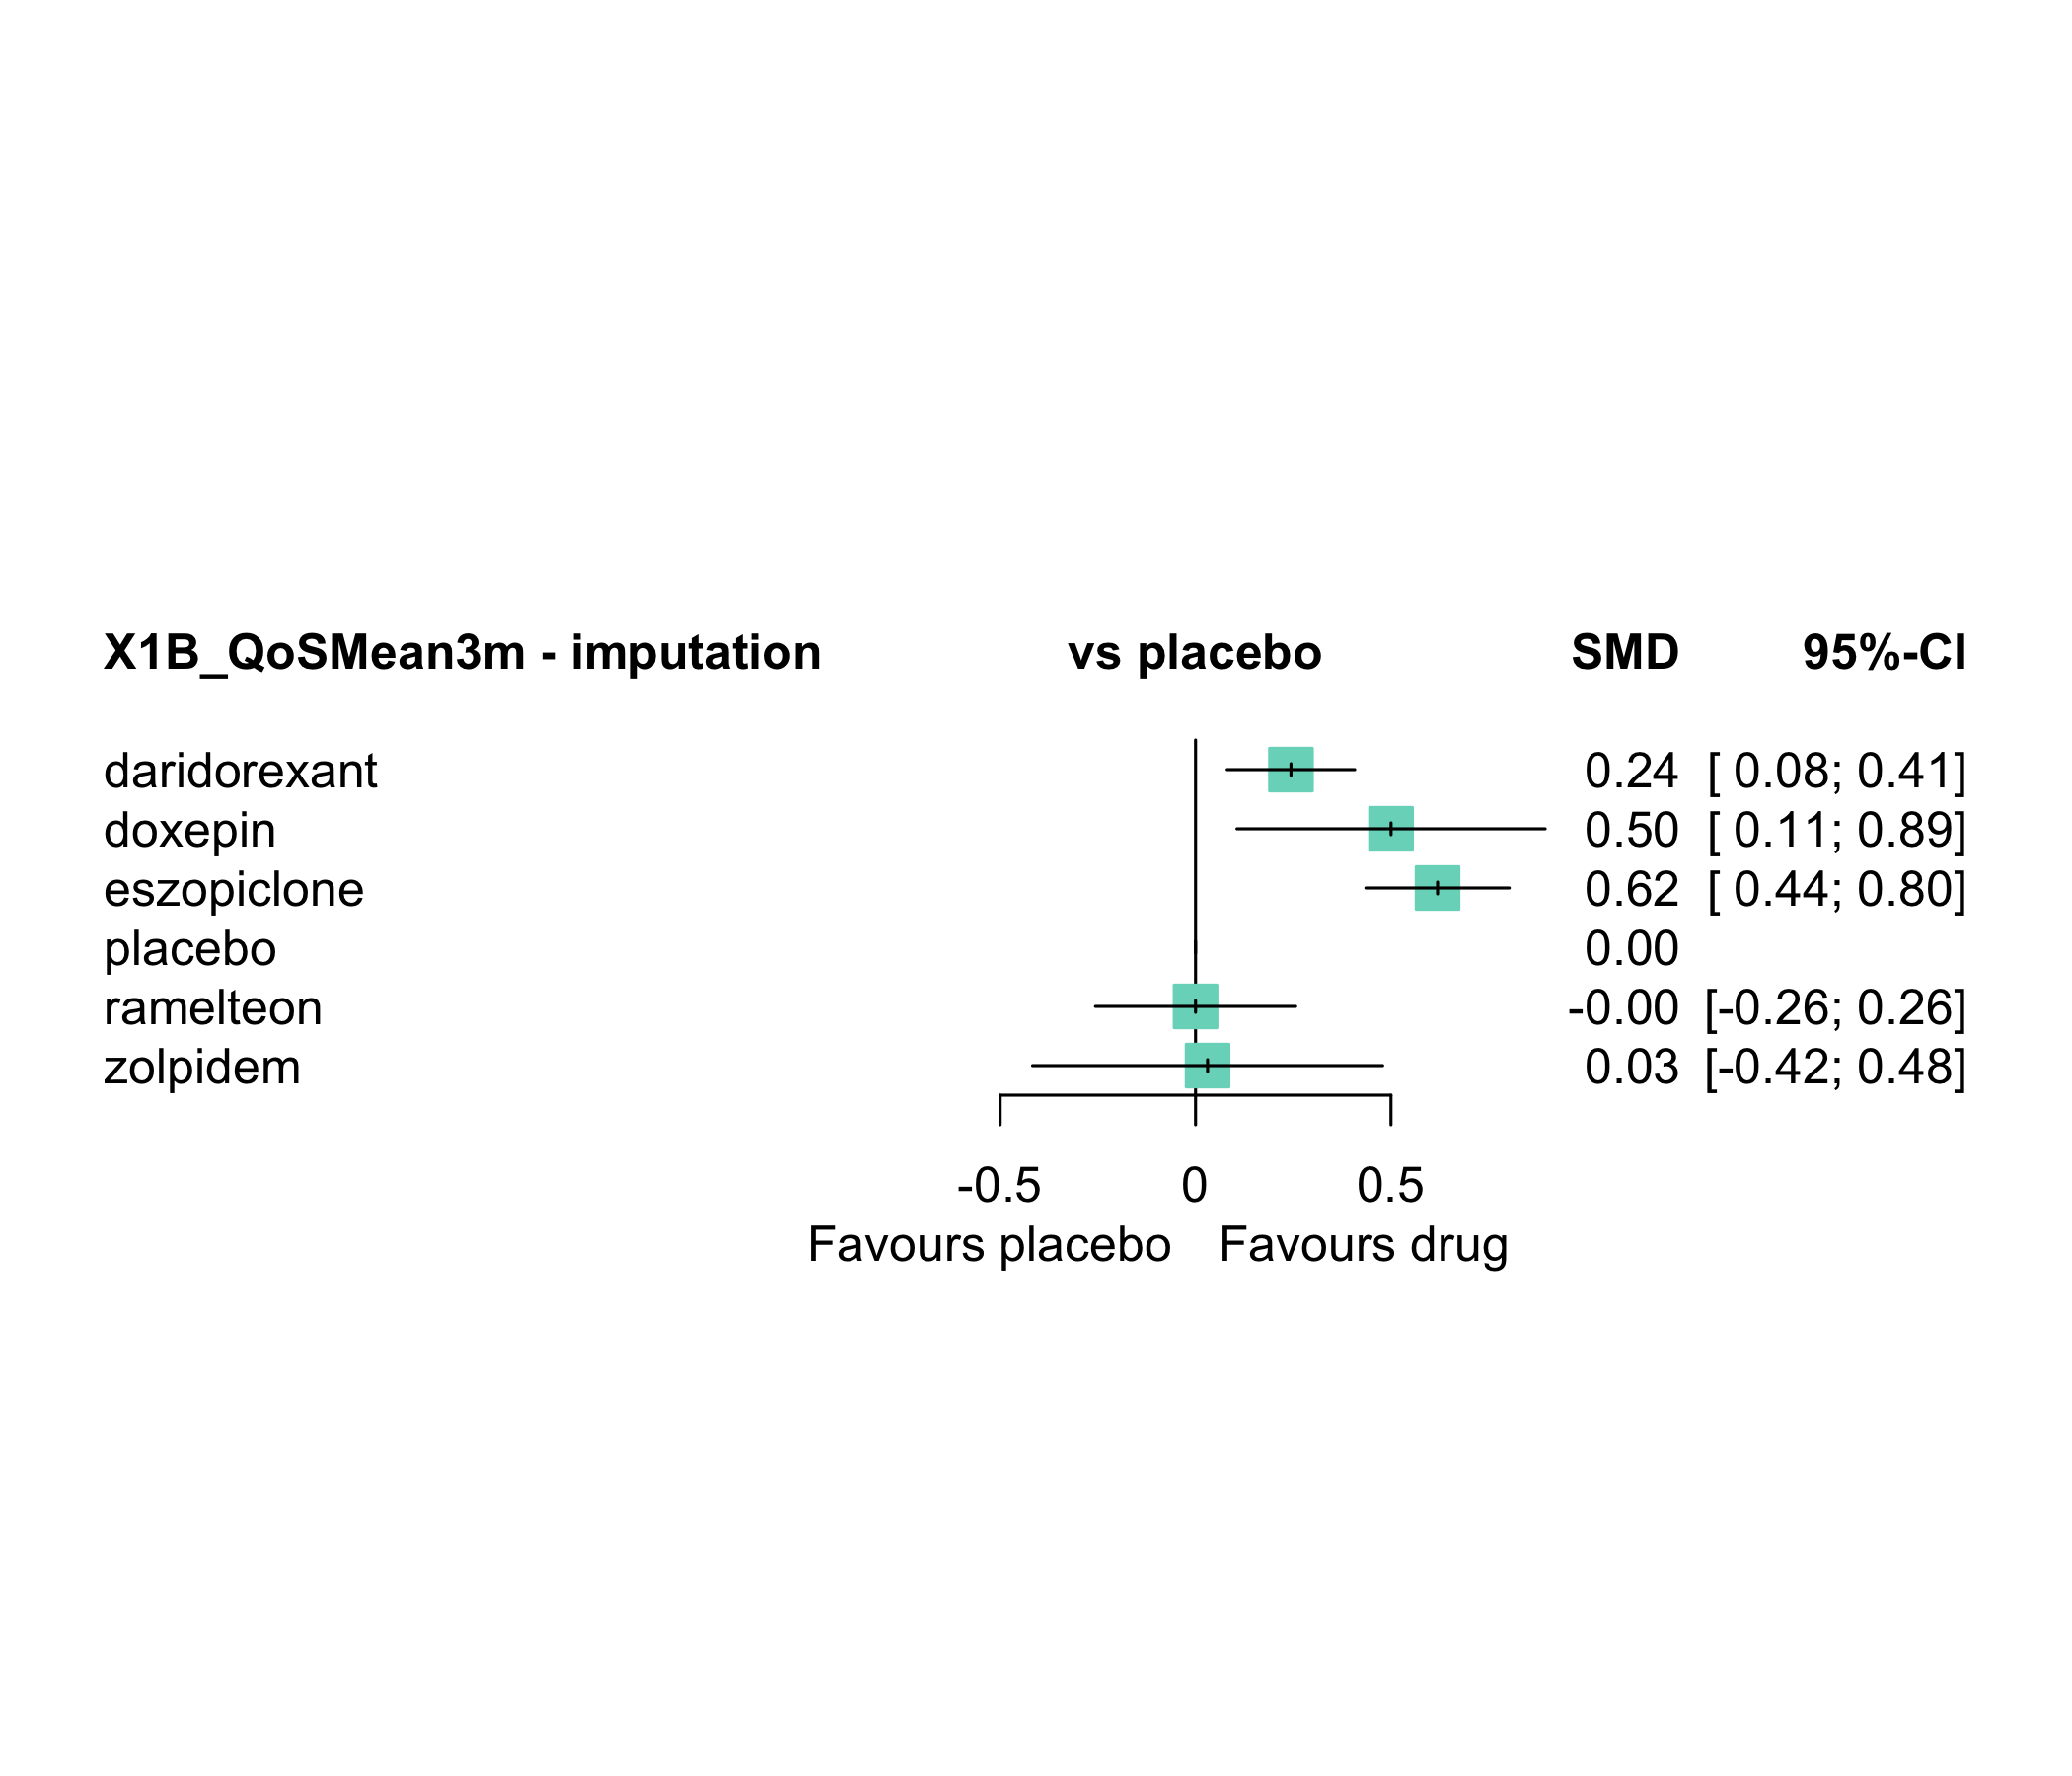 X1B_QoSMean3m - imputation vs placebo SMD 95%-CI
daridorexant 0.24 [ 0.08; 0.41]
doxepin 0.50 [ 0.11; 0.89]
eszopiclone 0.62 [ 0.44; 0.80]
placebo 0.00
ramelteon -0.00 [-0.26; 0.26]
zolpidem 0.03 [-0.42; 0.48]
-0.5 0 0.5
Favours placebo Favours drug